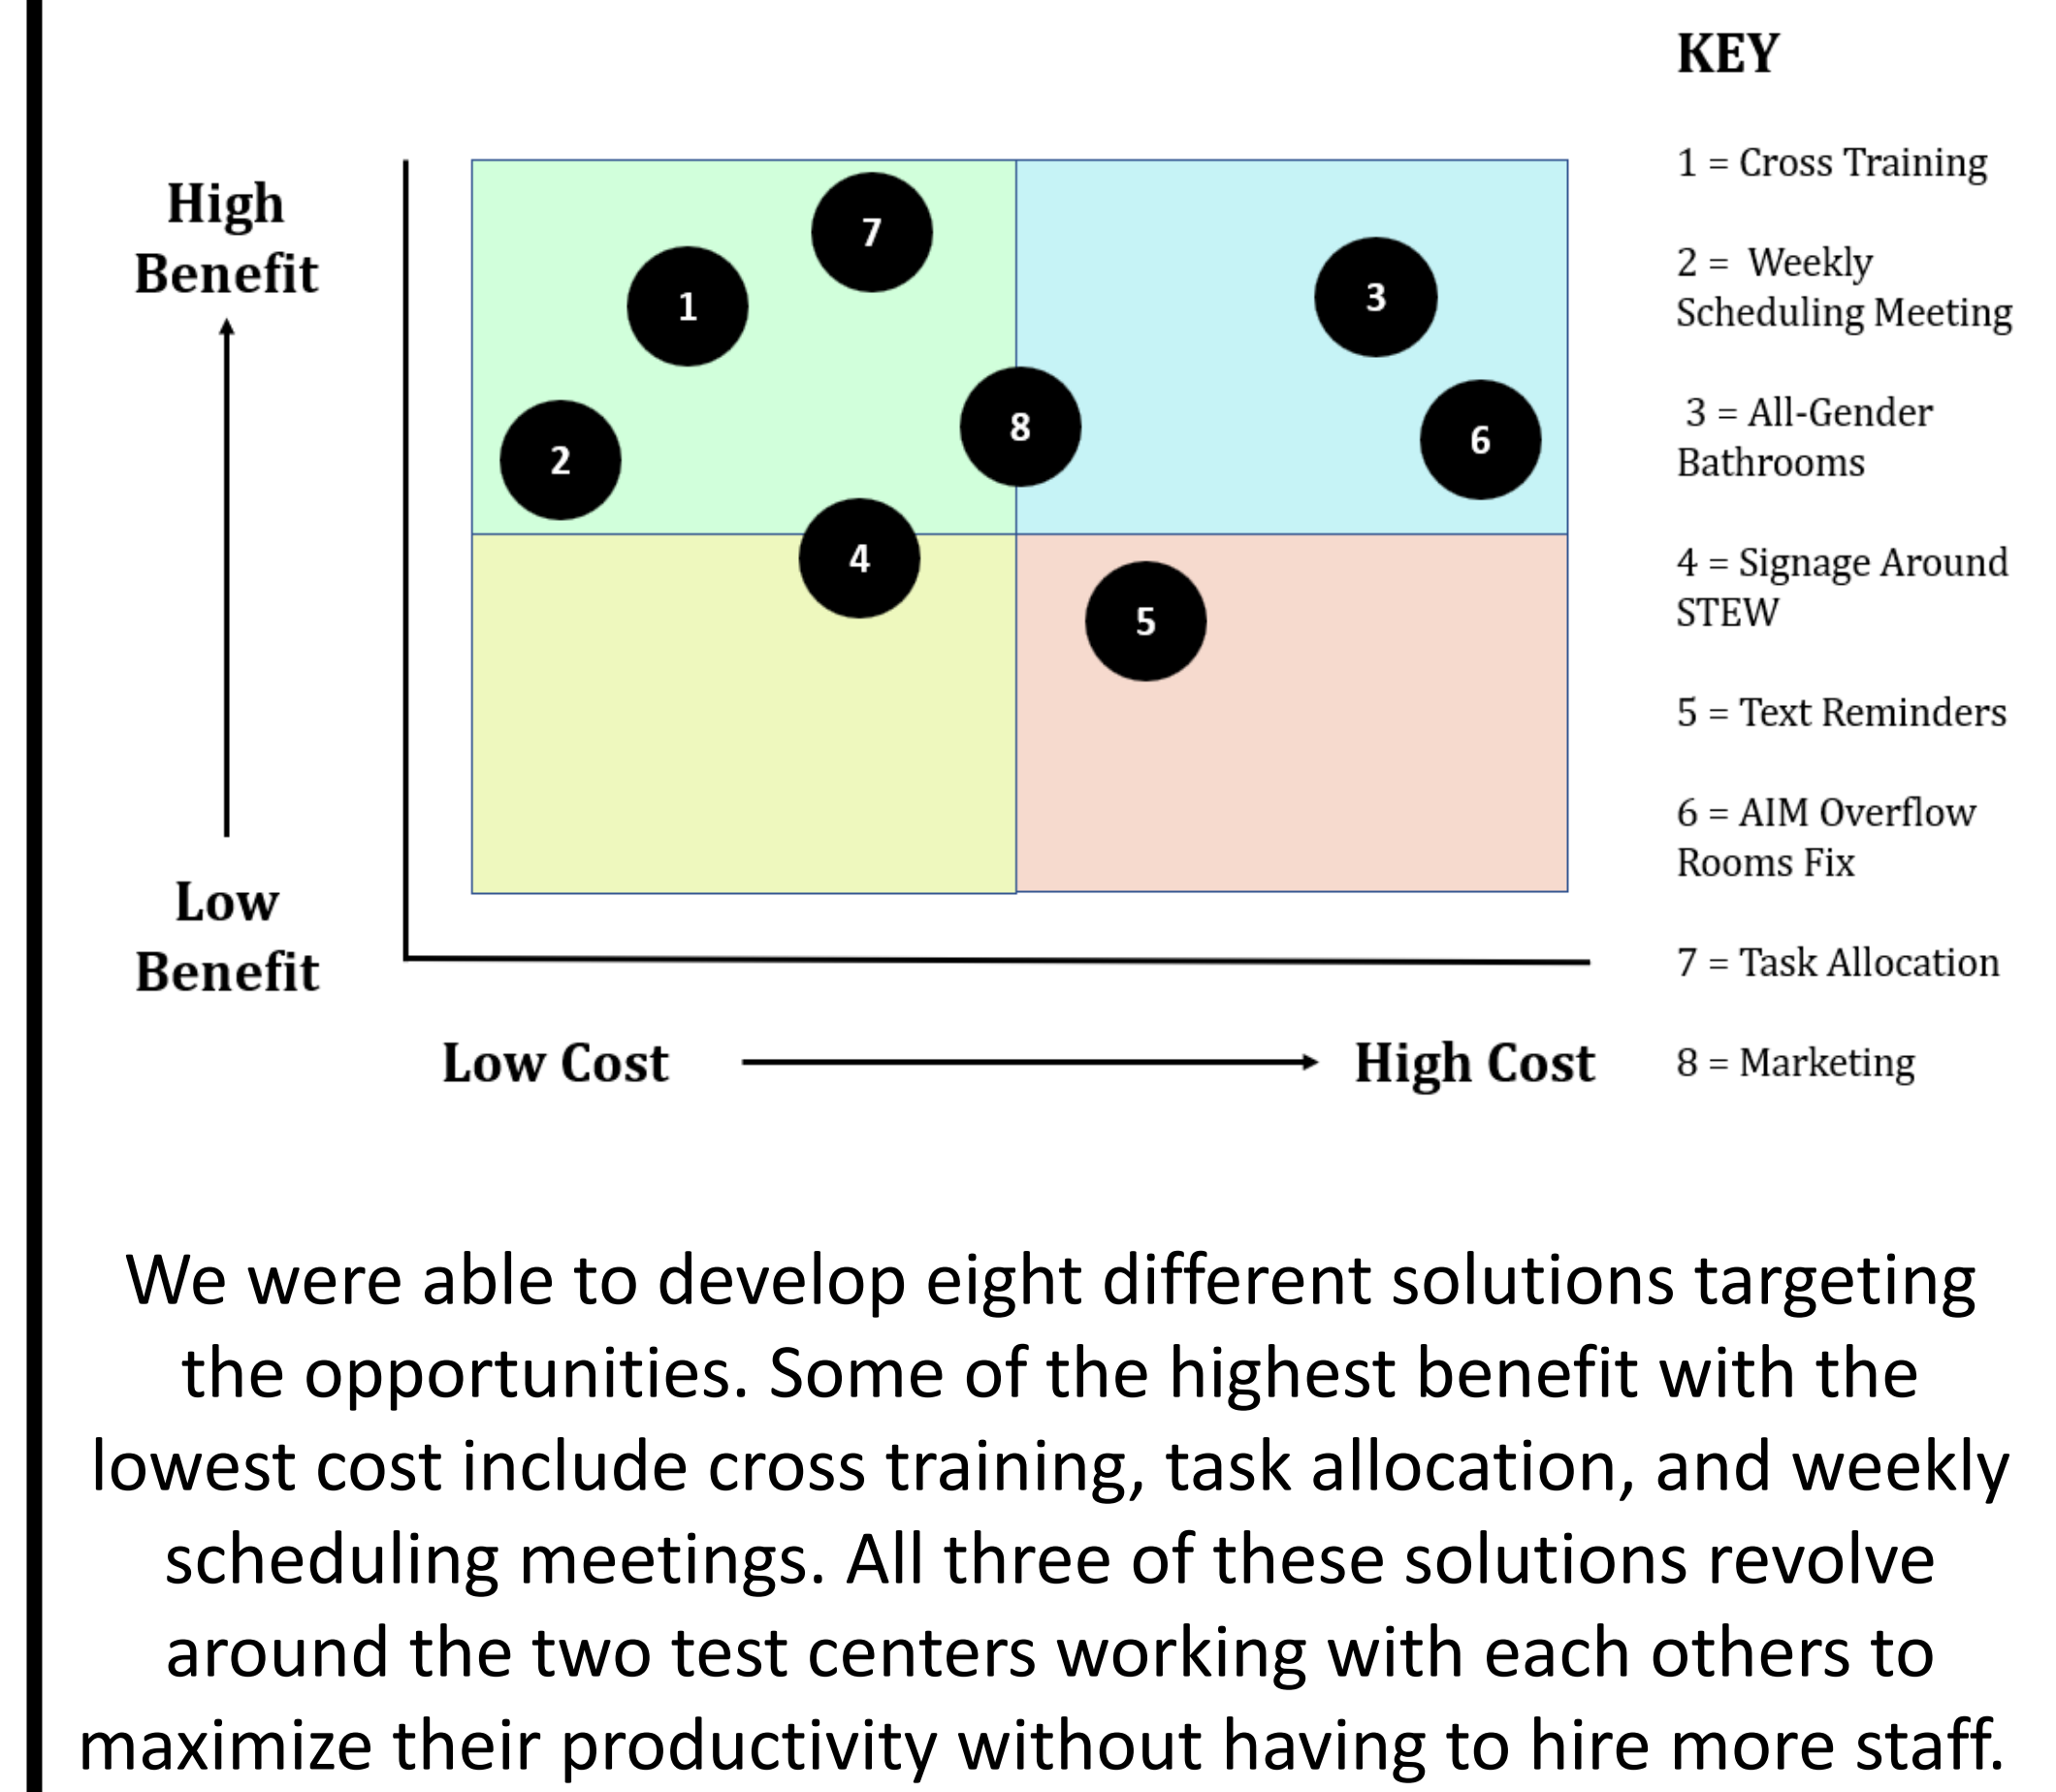 KEY
High
Benefit
Low
Benefit
7
1
3
8
6
2
4
5
Low Cost
High Cost
1 = Cross Training
2 =  Weekly
Scheduling Meeting
3 = All-Gender
Bathrooms
4 = Signage Around
STEW
5 = Text Reminders
6 = AIM Overflow
Rooms Fix
7 = Task Allocation
8 = Marketing
We were able to develop eight different solutions targeting
the opportunities. Some of the highest benefit with the
lowest cost include cross training, task allocation, and weekly
scheduling meetings. All three of these solutions revolve
around the two test centers working with each others to
maximize their productivity without having to hire more staff.